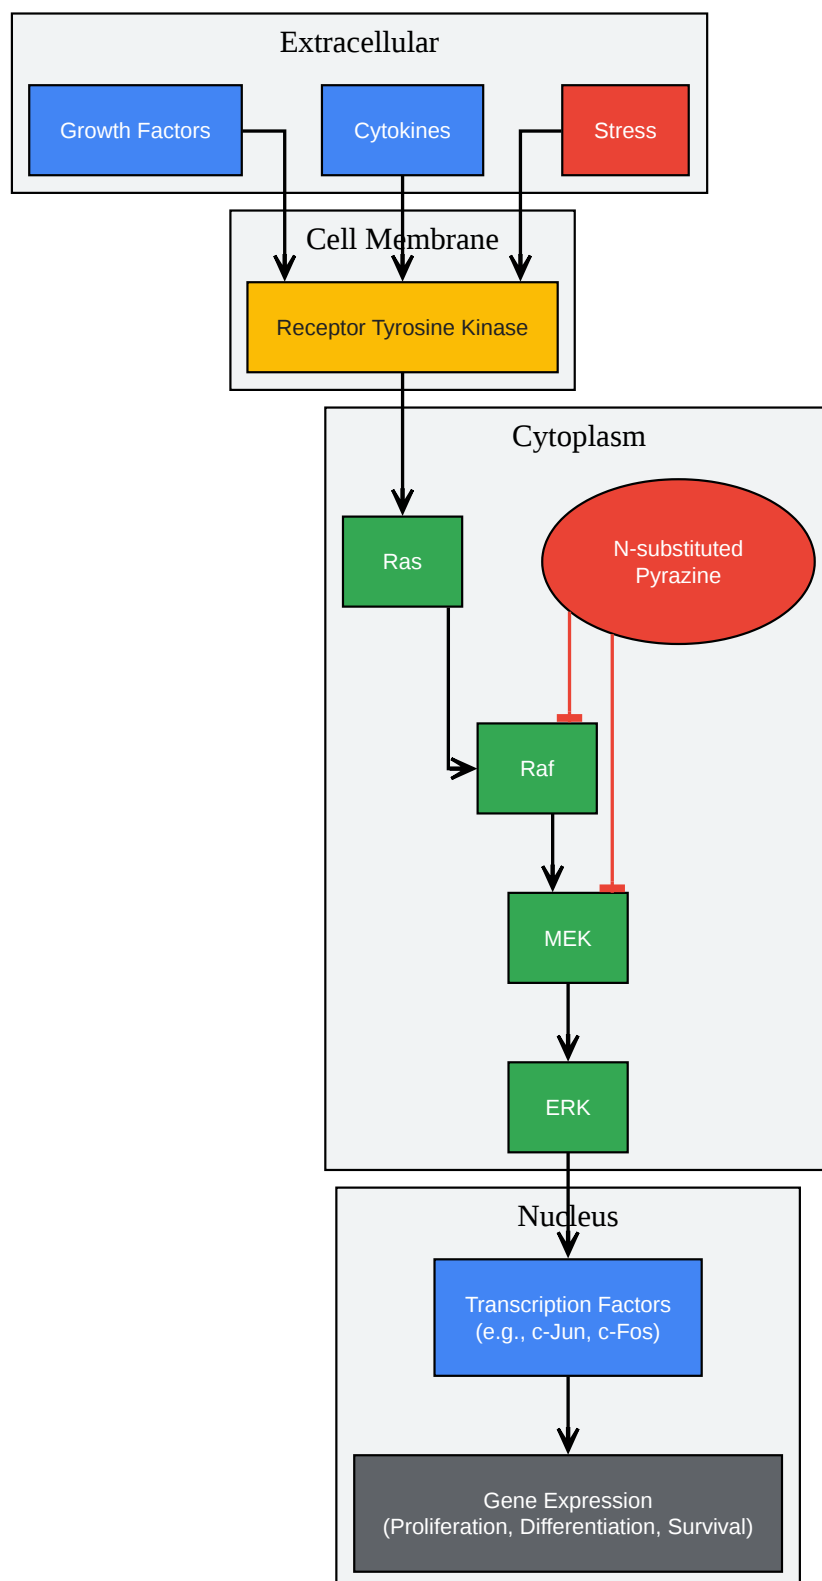 Extracellular
Growth Factors
Cytokines
Stress
Cell Membrane
Receptor Tyrosine Kinase
Cytoplasm
Ras
N-substituted
Pyrazine
Raf
MEK
ERK
Nucleus
Transcription Factors
(e.g., c-Jun, c-Fos)
Gene Expression
(Proliferation, Differentiation, Survival)